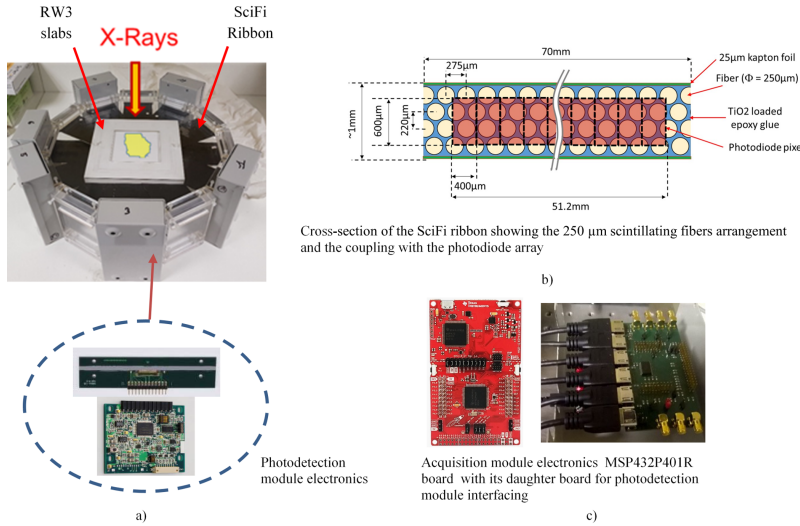 RW3
slabs
SciFi
Ribbon
X-Rays
3
Photodetection
module electronics
a)
70mm
275µm
25µm kapton foil
Fiber (Φ = 250µm)
~1mm
600µm
220µm
TiO2 loaded
epoxy glue
Photodiode pixe
400µm
51.2mm
Cross-section of the SciFi ribbon showing the 250 µm scintillating fibers arrangement
and the coupling with the photodiode array
b)
Acquisition module electronics MSP432P401R
board with its daughter board for photodetection
module interfacing
c)